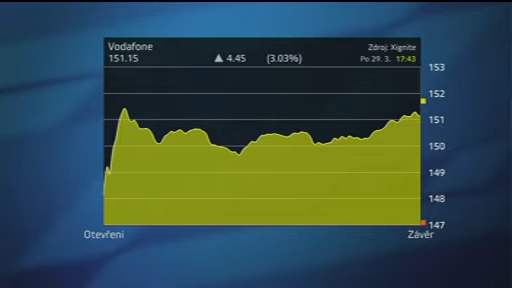 Vodafone
Zdroj: Xignite
151.15 ▲ 4.45 (3.03%) Po 29. 3. 17:43
153
152
151
150
149
148
147
Otevření Závěr